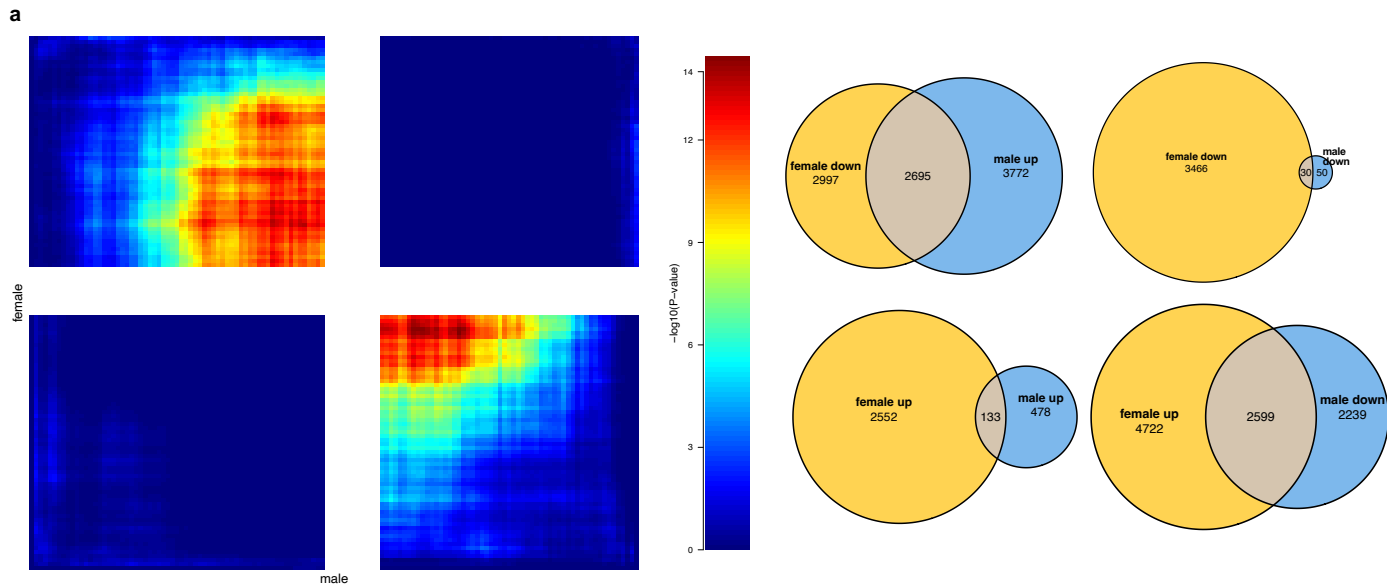 a
female
male
14
12
9
6
3
0
−log10(P−value)
female down
2997
2695
male up
3772
female down
3466
30
50
male
down
female up
2552
133
male up
478
female up
4722
2599
male down
2239